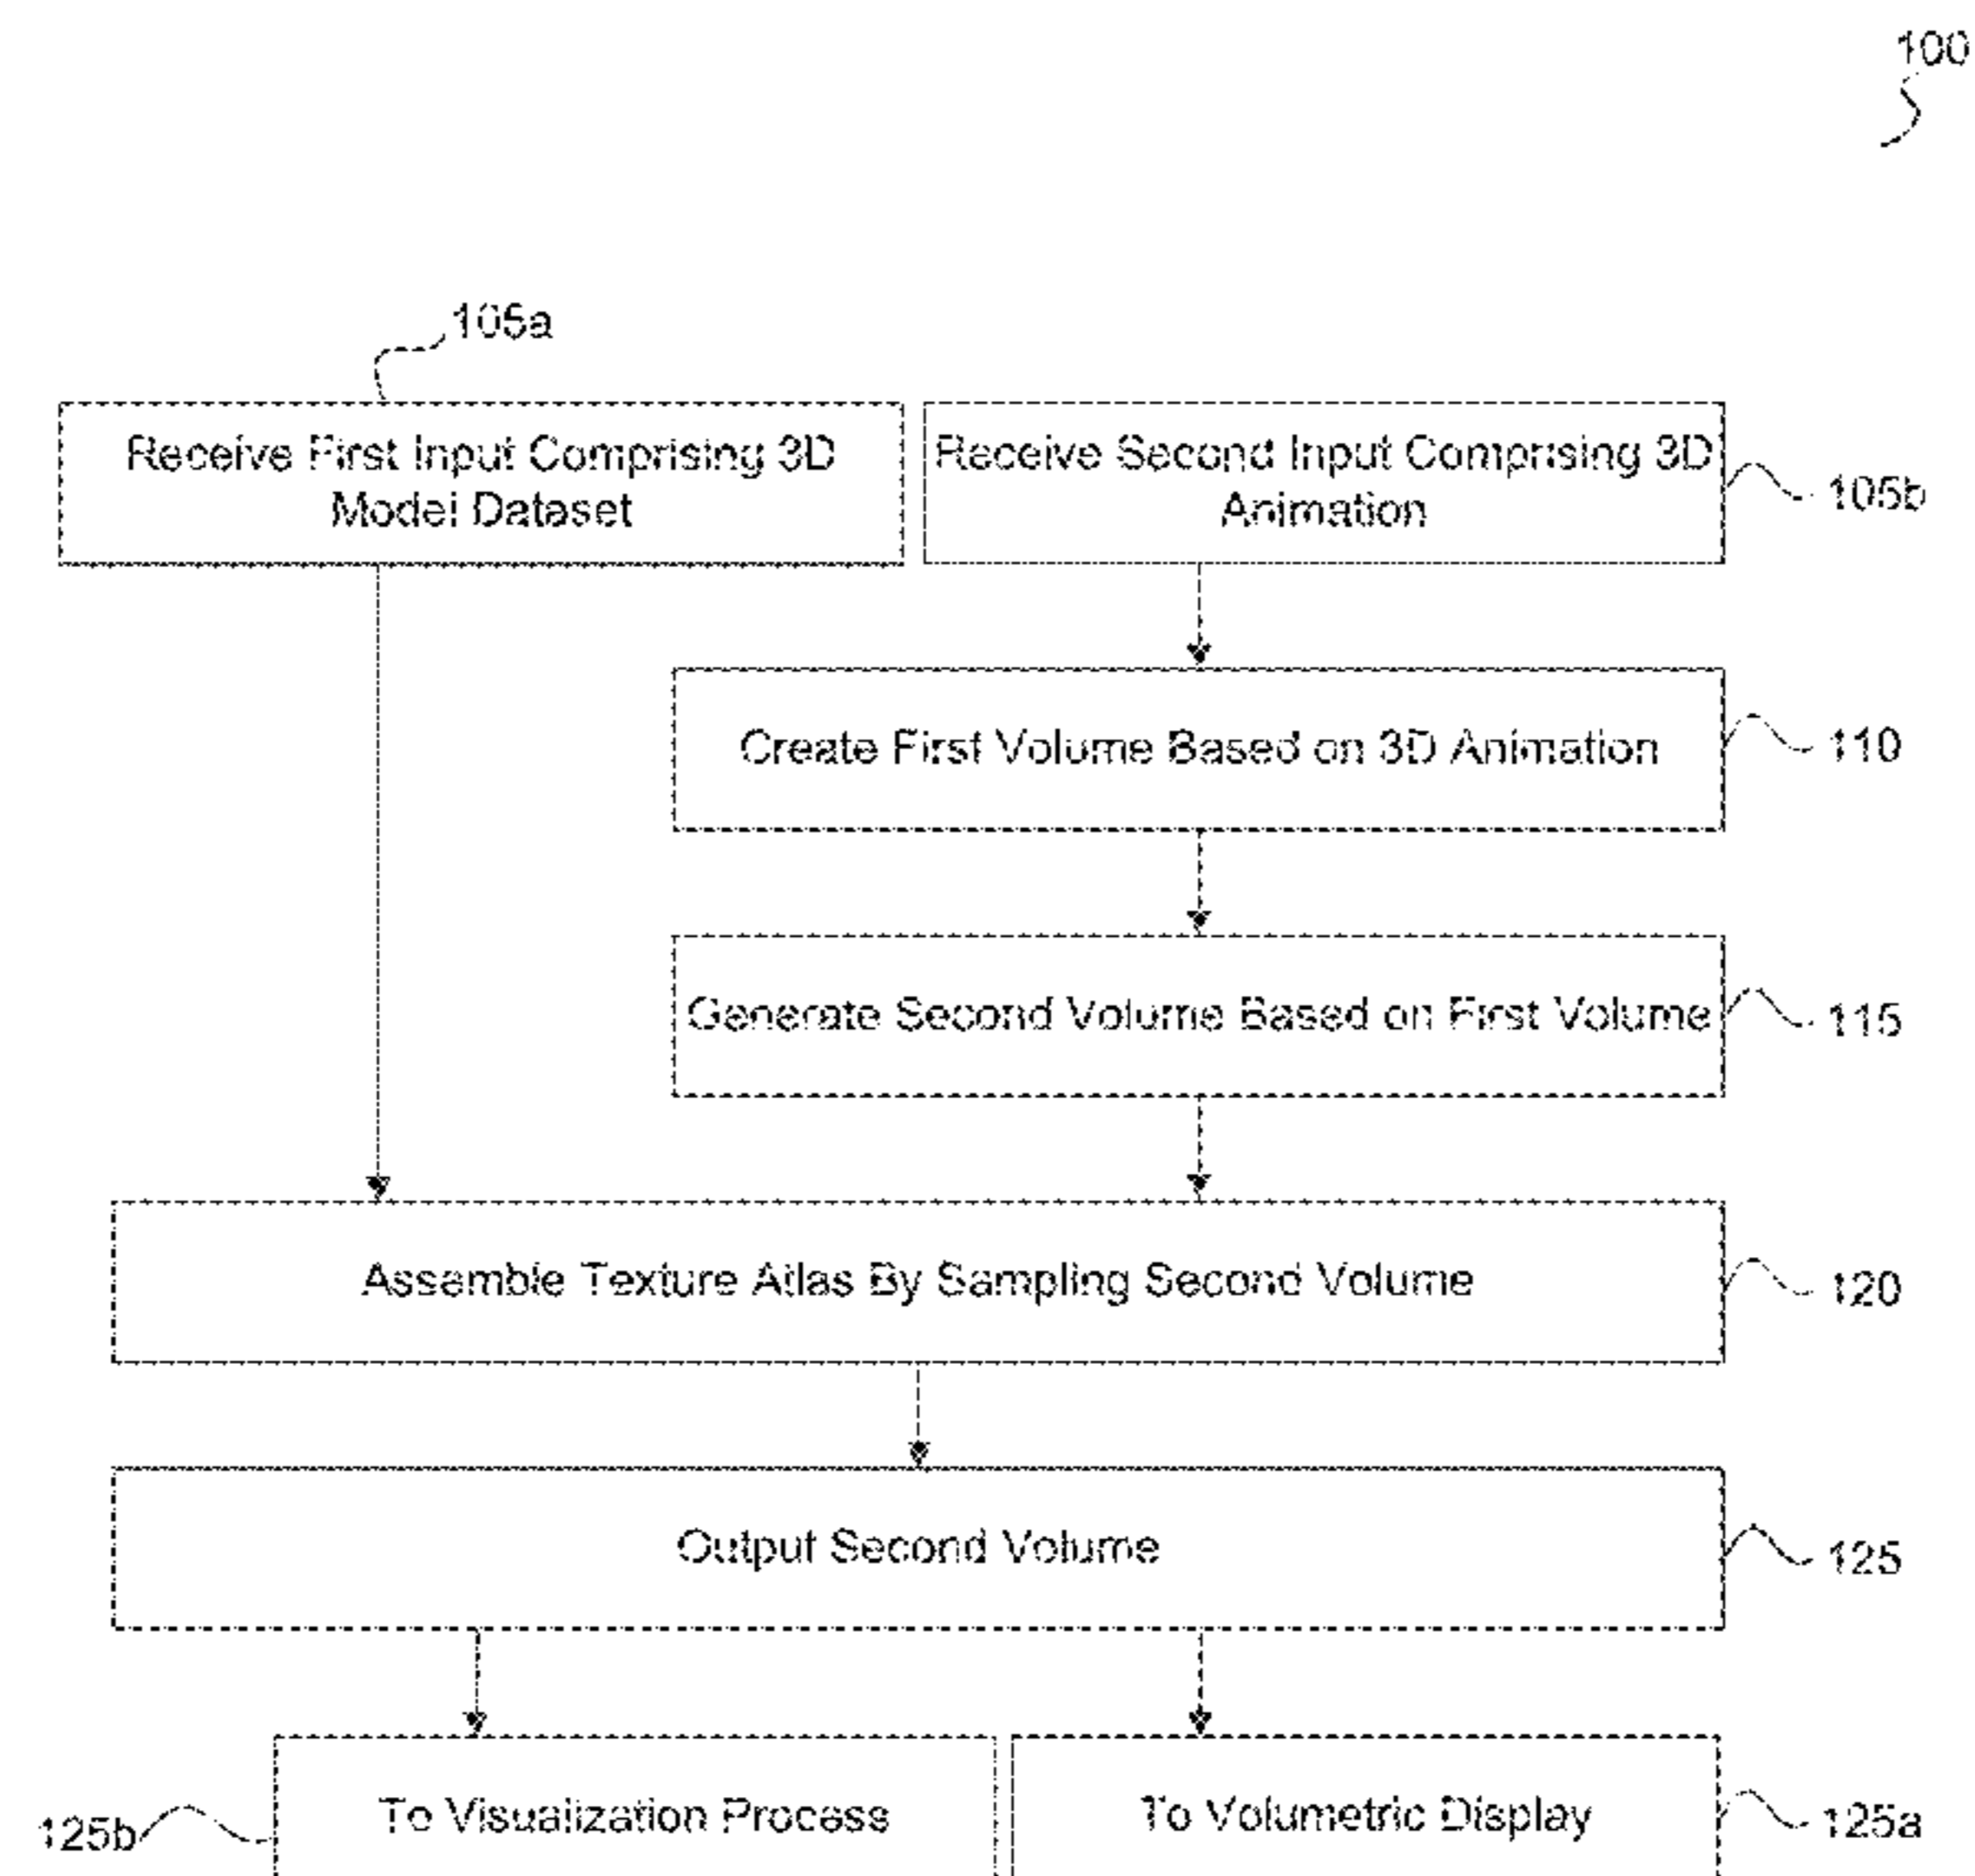 100
105a
Receive First Input Comprising 3D
Model Dataset
Receive Second Input Comprising 3D
Animation
105b
Create First Volume Based on 3D Animation
110
Generate Second Volume Based on First Volume
115
Assemble Texture Atlas By Sampling Second Volume
120
Output Second Volume
125
125b
To Visualization Process
To Volumetric Display
125a